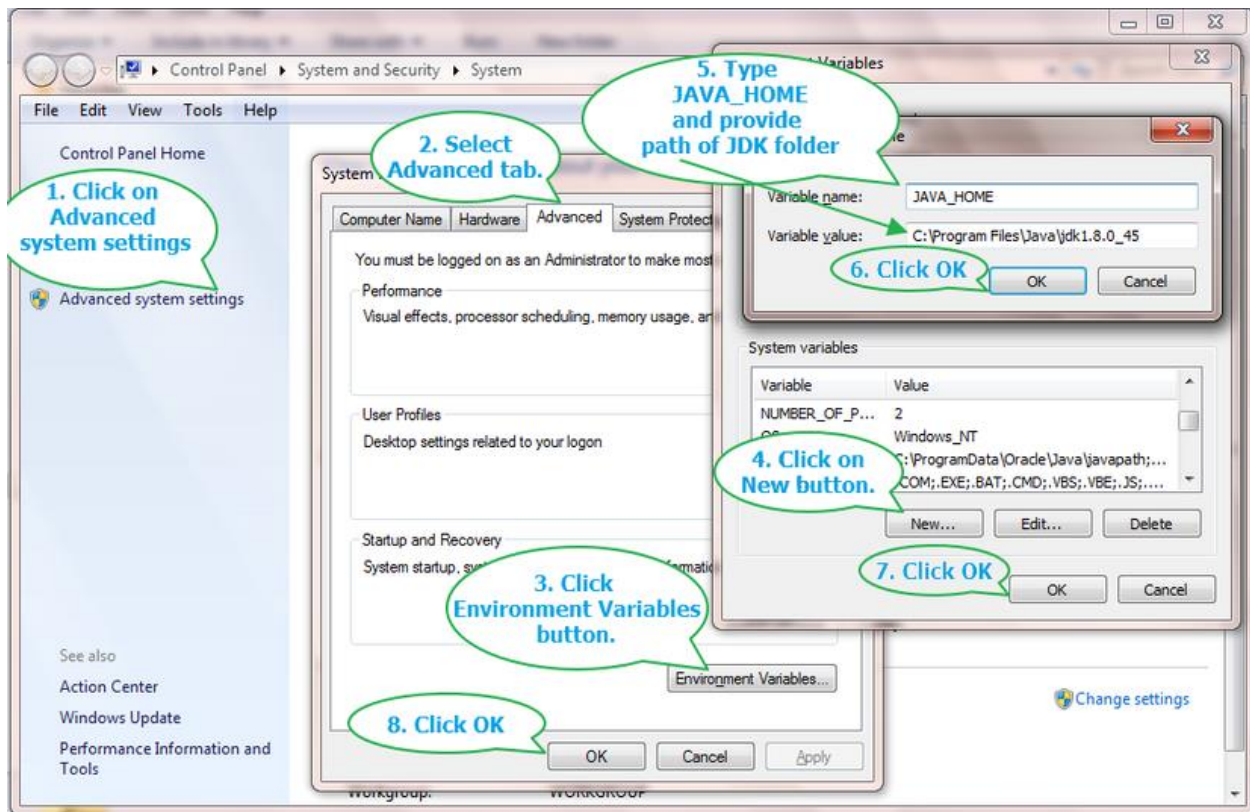 Control Panel ▸ System and Security ▸ System
File Edit View Tools Help
Control Panel Home
1. Click on
Advanced
system settings
Advanced system settings
See also
Action Center
Windows Update
Performance Information and
Tools
2. Select
Advanced tab.
System
Computer Name Hardware Advanced System Protect
You must be logged on as an Administrator to make most
Performance
Visual effects, processor scheduling, memory usage, an
User Profiles
Desktop settings related to your logon
Startup and Recovery
System startup,
3. Click
Environment Variables
button.
Environment Variables...
8. Click OK
OK Cancel Apply
Workgroup: WORKGROUP
Variables
5. Type
JAVA_HOME
and provide
path of JDK folder
Variable name: JAVA_HOME
Variable value: C:\Program Files\Java\jdk1.8.0_45
6. Click OK
OK Cancel
System variables
Variable Value
NUMBER_OF_P... 2
OS Windows_NT
C:\ProgramData\Oracle\Java\javapath;...
.COM;.EXE;.BAT;.CMD;.VBS;.VBE;.JS;....
4. Click on
New button.
New... Edit... Delete
7. Click OK
OK Cancel
Change settings